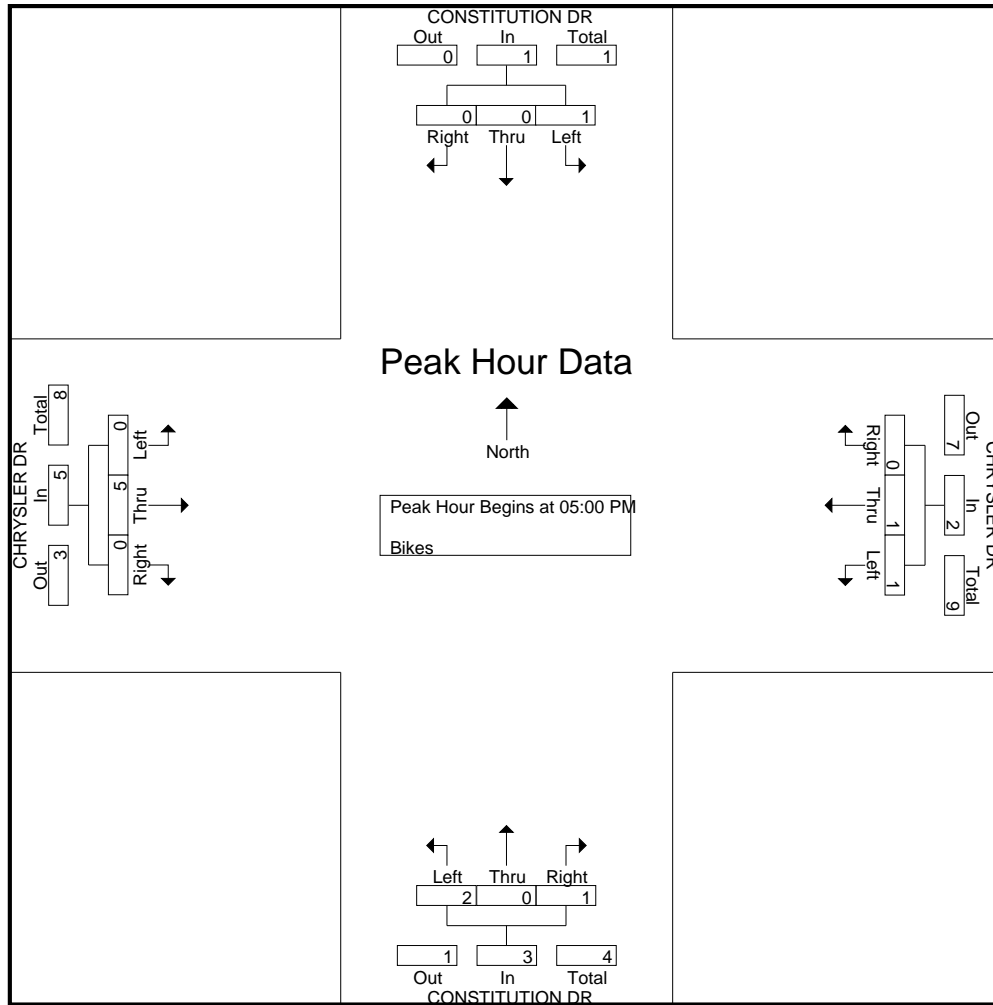 CONSTITUTION DR
Out In Total
0 1 1
0 0 1
Right Thru Left
Peak Hour Data
North
Peak Hour Begins at 05:00 PM
Bikes
CHRYSLER DR
Total In Out
8 5 3
0 5 0
Left Thru Right
CHRYSLER DR
Out In Total
7 2 9
0 1 1
Right Thru Left
Left Thru Right
2 0 1
1 3 4
Out In Total
CONSTITUTION DR